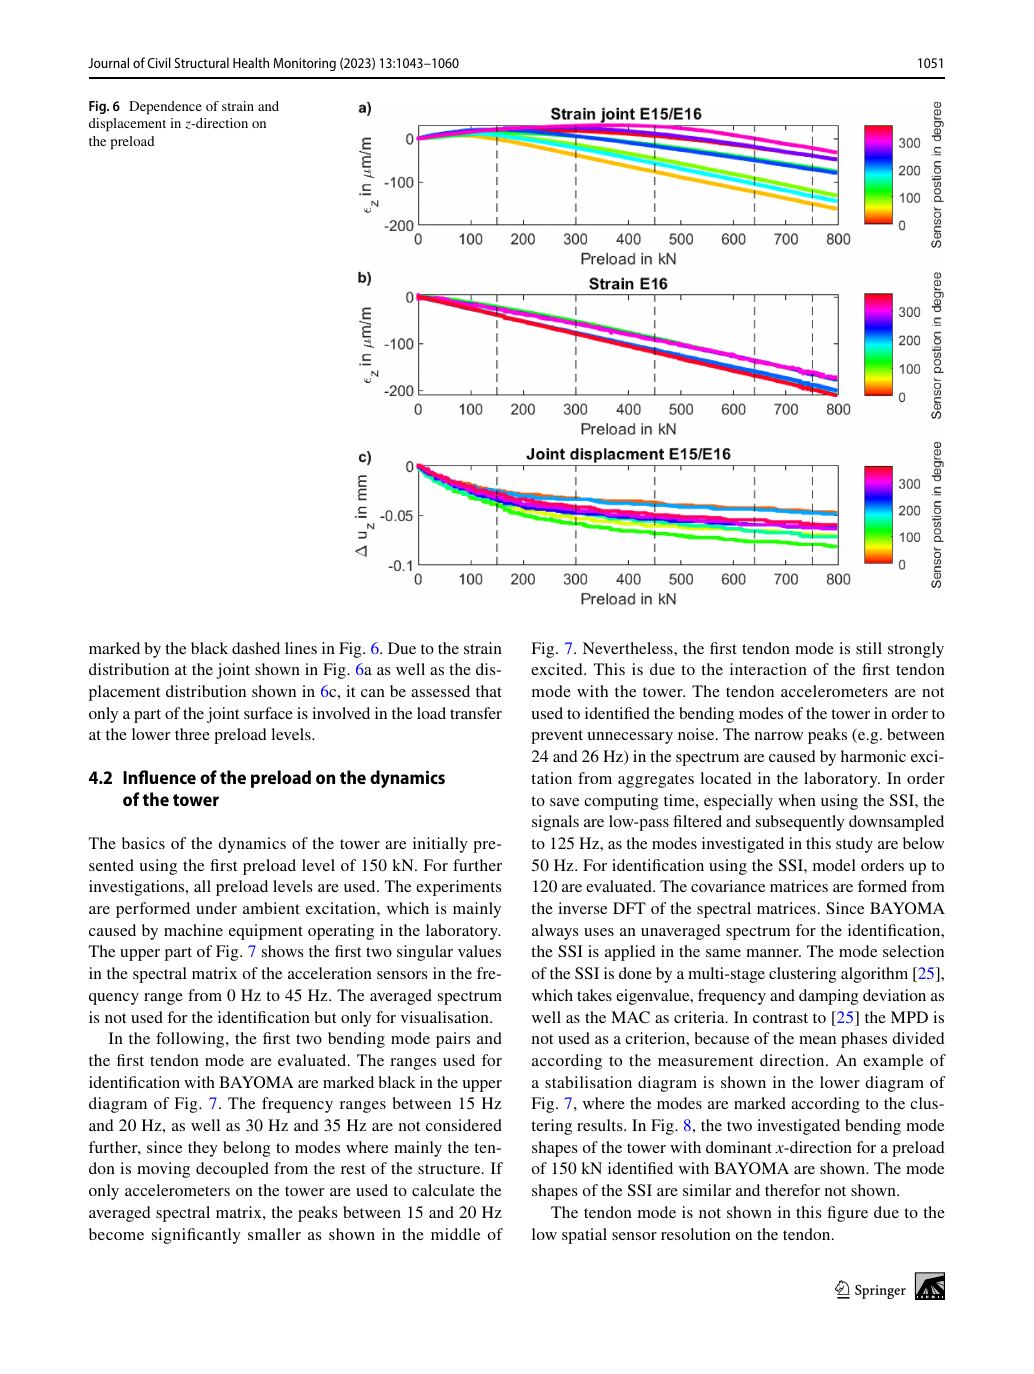 Journal of Civil Structural Health Monitoring (2023) 13:1043–1060
1051
Fig. 6 Dependence of strain and
displacement in z-direction on
the preload
a)
Strain joint E15/E16
0
-100
-200
ϵz in μm/m
0 100 200 300 400 500 600 700 800
Preload in kN
300
200
100
0
Sensor postion in degree
b)
Strain E16
0
-100
-200
ϵz in μm/m
0 100 200 300 400 500 600 700 800
Preload in kN
300
200
100
0
Sensor postion in degree
c)
Joint displacment E15/E16
0
-0.05
-0.1
Δ uz in mm
0 100 200 300 400 500 600 700 800
Preload in kN
300
200
100
0
Sensor postion in degree
marked by the black dashed lines in Fig. 6. Due to the strain
distribution at the joint shown in Fig. 6a as well as the dis-
placement distribution shown in 6c, it can be assessed that
only a part of the joint surface is involved in the load transfer
at the lower three preload levels.
4.2 Influence of the preload on the dynamics
of the tower
The basics of the dynamics of the tower are initially pre-
sented using the first preload level of 150 kN. For further
investigations, all preload levels are used. The experiments
are performed under ambient excitation, which is mainly
caused by machine equipment operating in the laboratory.
The upper part of Fig. 7 shows the first two singular values
in the spectral matrix of the acceleration sensors in the fre-
quency range from 0 Hz to 45 Hz. The averaged spectrum
is not used for the identification but only for visualisation.
In the following, the first two bending mode pairs and
the first tendon mode are evaluated. The ranges used for
identification with BAYOMA are marked black in the upper
diagram of Fig. 7. The frequency ranges between 15 Hz
and 20 Hz, as well as 30 Hz and 35 Hz are not considered
further, since they belong to modes where mainly the ten-
don is moving decoupled from the rest of the structure. If
only accelerometers on the tower are used to calculate the
averaged spectral matrix, the peaks between 15 and 20 Hz
become significantly smaller as shown in the middle of
Fig. 7. Nevertheless, the first tendon mode is still strongly
excited. This is due to the interaction of the first tendon
mode with the tower. The tendon accelerometers are not
used to identified the bending modes of the tower in order to
prevent unnecessary noise. The narrow peaks (e.g. between
24 and 26 Hz) in the spectrum are caused by harmonic exci-
tation from aggregates located in the laboratory. In order
to save computing time, especially when using the SSI, the
signals are low-pass filtered and subsequently downsampled
to 125 Hz, as the modes investigated in this study are below
50 Hz. For identification using the SSI, model orders up to
120 are evaluated. The covariance matrices are formed from
the inverse DFT of the spectral matrices. Since BAYOMA
always uses an unaveraged spectrum for the identification,
the SSI is applied in the same manner. The mode selection
of the SSI is done by a multi-stage clustering algorithm [25],
which takes eigenvalue, frequency and damping deviation as
well as the MAC as criteria. In contrast to [25] the MPD is
not used as a criterion, because of the mean phases divided
according to the measurement direction. An example of
a stabilisation diagram is shown in the lower diagram of
Fig. 7, where the modes are marked according to the clus-
tering results. In Fig. 8, the two investigated bending mode
shapes of the tower with dominant x-direction for a preload
of 150 kN identified with BAYOMA are shown. The mode
shapes of the SSI are similar and therefor not shown.
The tendon mode is not shown in this figure due to the
low spatial sensor resolution on the tendon.
Springer